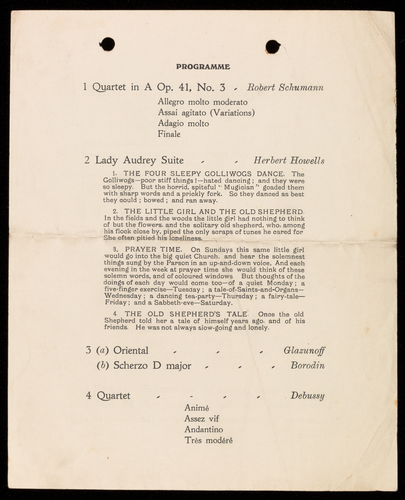 PROGRAMME
1 Quartet in A Op. 41, No. 3 - Robert Schumann
Allegro molto moderato
Assai agitato (Variations)
Adagio molto
Finale
2 Lady Audrey Suite - - Herbert Howells
1. THE FOUR SLEEPY GOLLIWOGS DANCE. The
Golliwogs—poor stiff things!—hated dancing; and they were
so sleepy. But the horrid, spiteful "Mugician" goaded them
with sharp words and a prickly fork. So they danced as best
they could; bowed; and ran away.
2. THE LITTLE GIRL AND THE OLD SHEPHERD
In the fields and the woods the little girl had nothing to think
of but the flowers, and the solitary old shepherd, who, among
his flock close by, piped the only scraps of tunes he cared for
She often pitied his loneliness.
3. PRAYER TIME. On Sundays this same little girl
would go into the big quiet Church, and hear the solemnest
things sung by the Parson in an up-and-down voice. And each
evening in the week at prayer time she would think of these
solemn words, and of coloured windows. But thoughts of the
doings of each day would come too—of a quiet Monday; a
five-finger exercise—Tuesday; a tale-of-Saints-and-Organs—
Wednesday; a dancing tea-party—Thursday; a fairy-tale—
Friday; and a Sabbeth-eve—Saturday.
4. THE OLD SHEPHERD'S TALE. Once the old
Shepherd told her a tale of himself years ago, and of his
friends. He was not always slow-going and lonely.
3 (a) Oriental - - - Glazunoff
(b) Scherzo D major - - - Borodin
4 Quartet - - - - Debussy
Animé
Assez vif
Andantino
Trés modéré